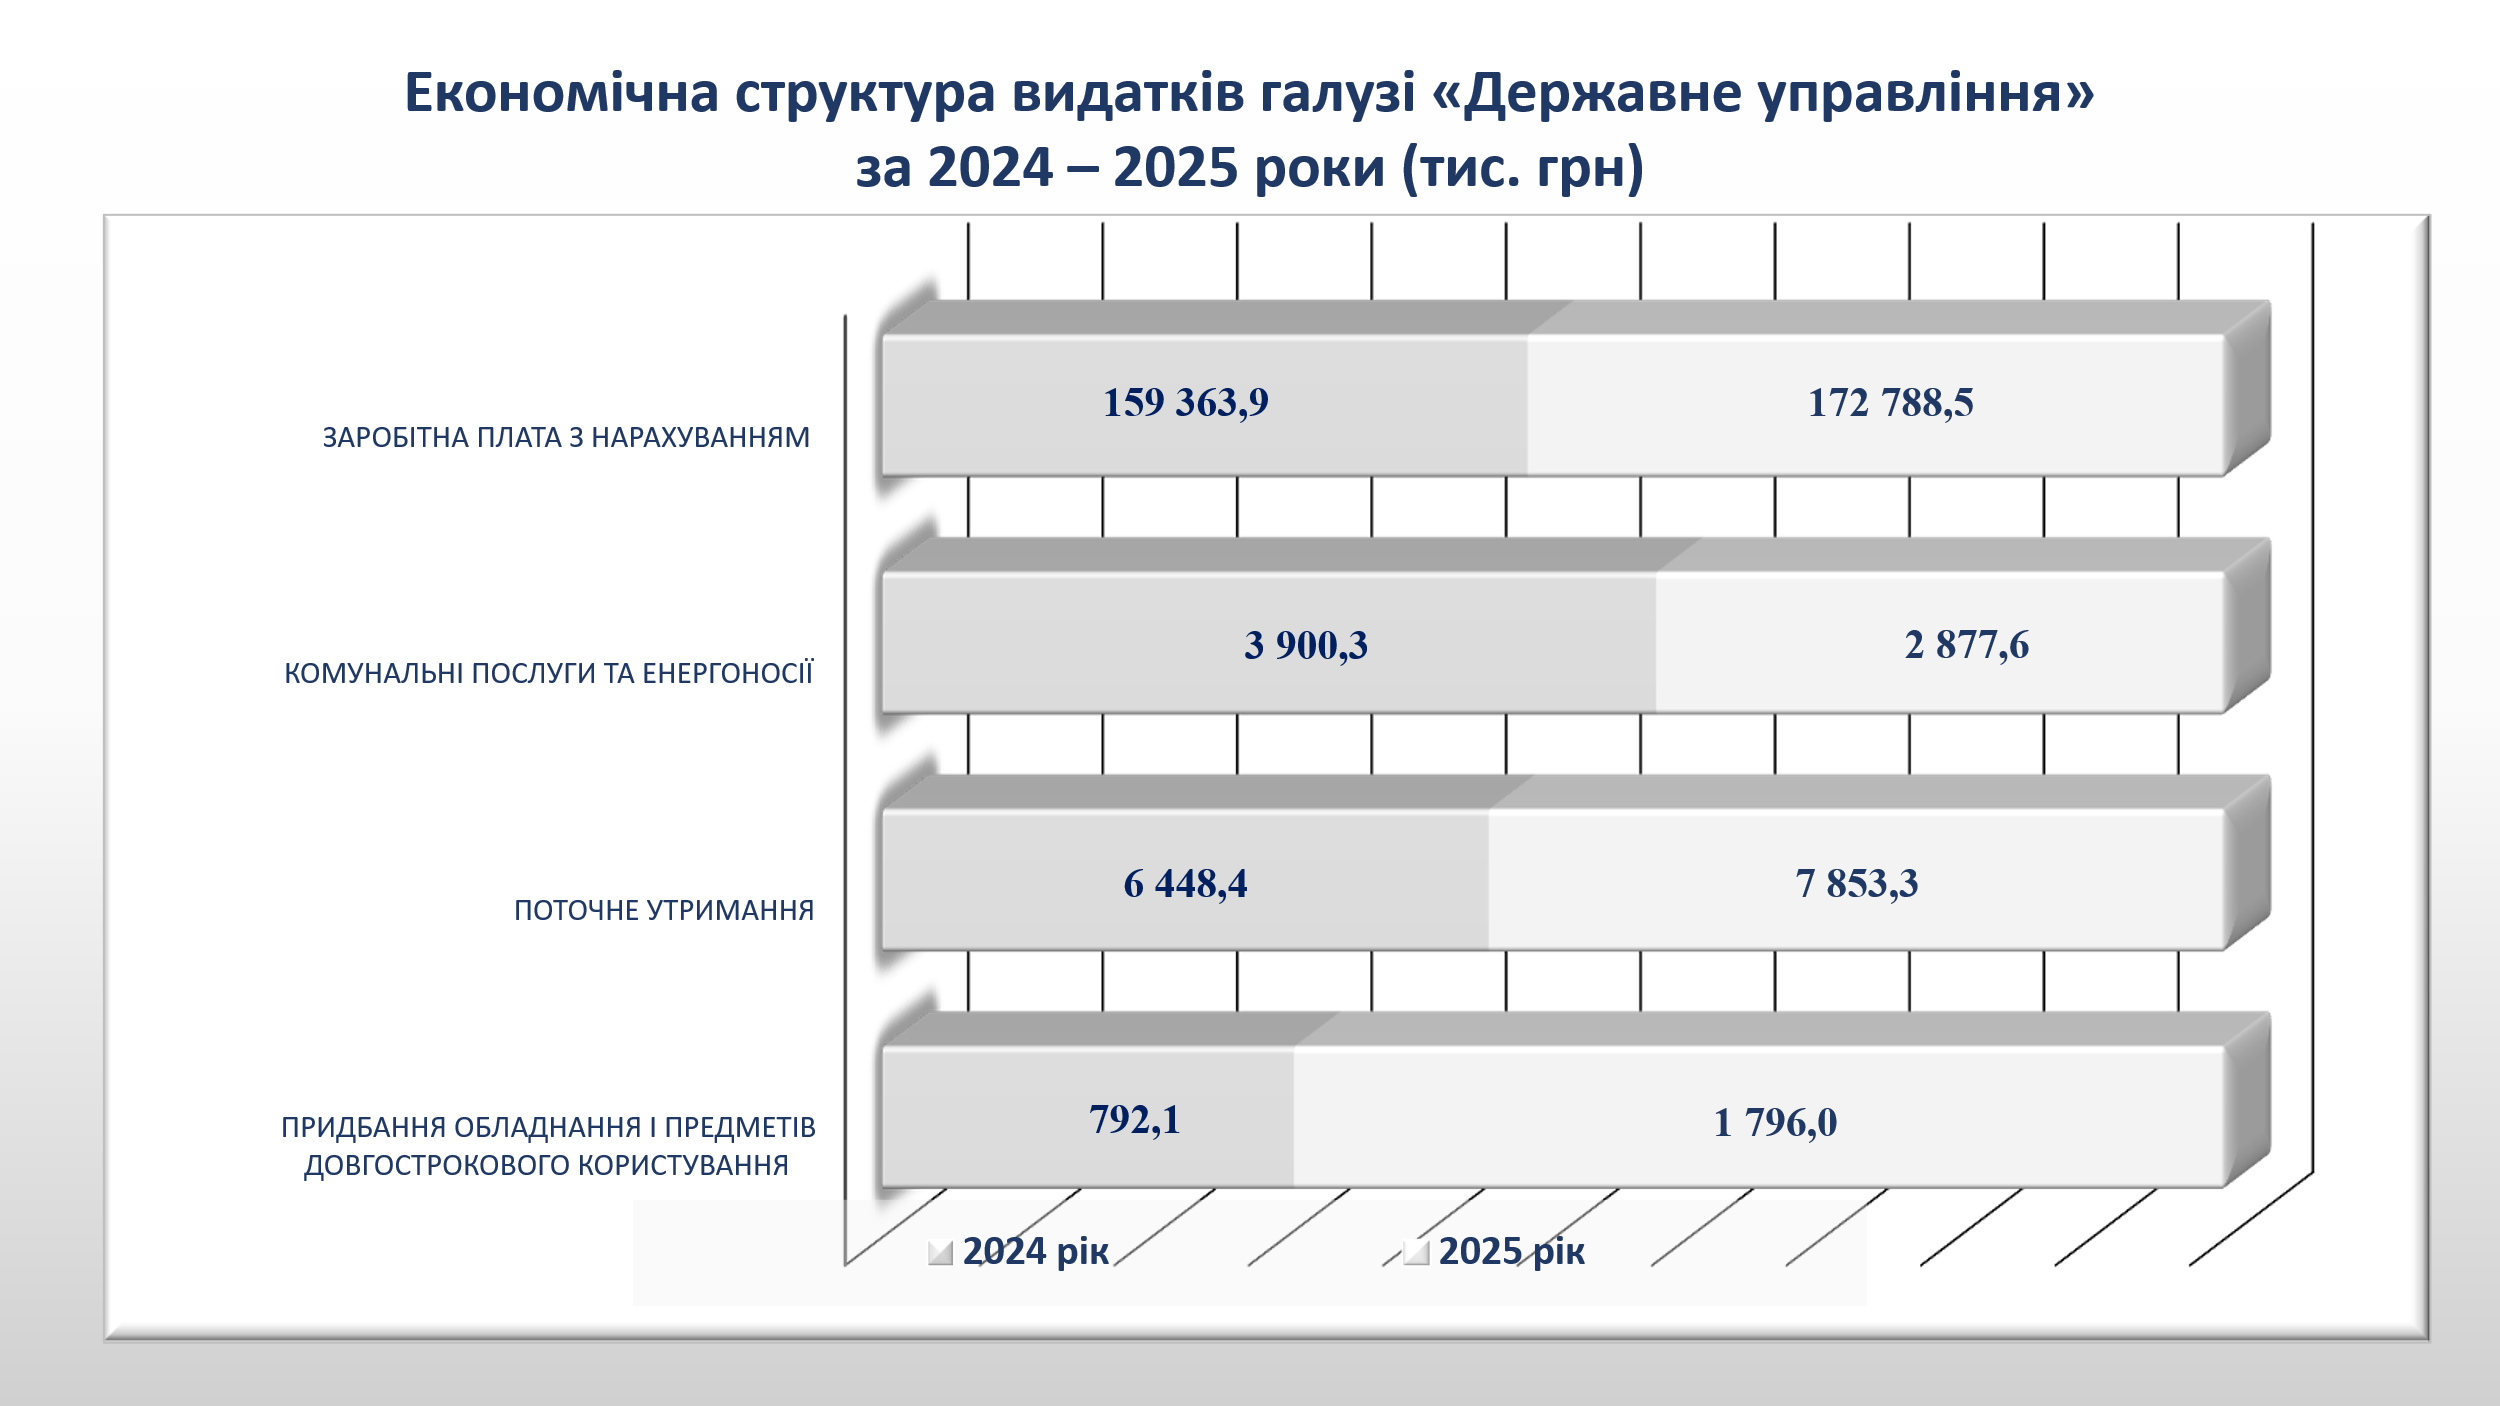 Економічна структура видатків галузі «Державне управління»
за 2024 – 2025 роки (тис. грн)
ЗАРОБІТНА ПЛАТА З НАРАХУВАННЯМ
159 363,9
172 788,5
КОМУНАЛЬНІ ПОСЛУГИ ТА ЕНЕРГОНОСІЇ
3 900,3
2 877,6
ПОТОЧНЕ УТРИМАННЯ
6 448,4
7 853,3
ПРИДБАННЯ ОБЛАДНАННЯ І ПРЕДМЕТІВ
ДОВГОСТРОКОВОГО КОРИСТУВАННЯ
792,1
1 796,0
2024 рік
2025 рік